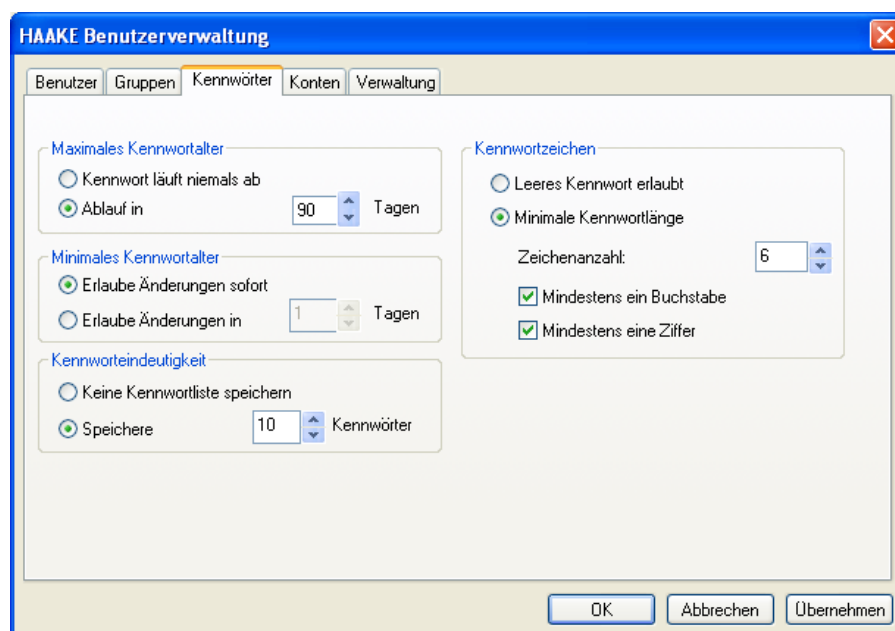 HAAKE Benutzerverwaltung
Benutzer Gruppen Kennwörter Konten Verwaltung
Maximales Kennwortalter
Kennwort läuft niemals ab
Ablauf in 90 Tagen
Minimales Kennwortalter
Erlaube Änderungen sofort
Erlaube Änderungen in 1 Tagen
Kennworteindeutigkeit
Keine Kennwortliste speichern
Speichere 10 Kennwörter
Kennwortzeichen
Leeres Kennwort erlaubt
Minimale Kennwortlänge
Zeichenanzahl: 6
Mindestens ein Buchstabe
Mindestens eine Ziffer
OK Abbrechen Übernehmen